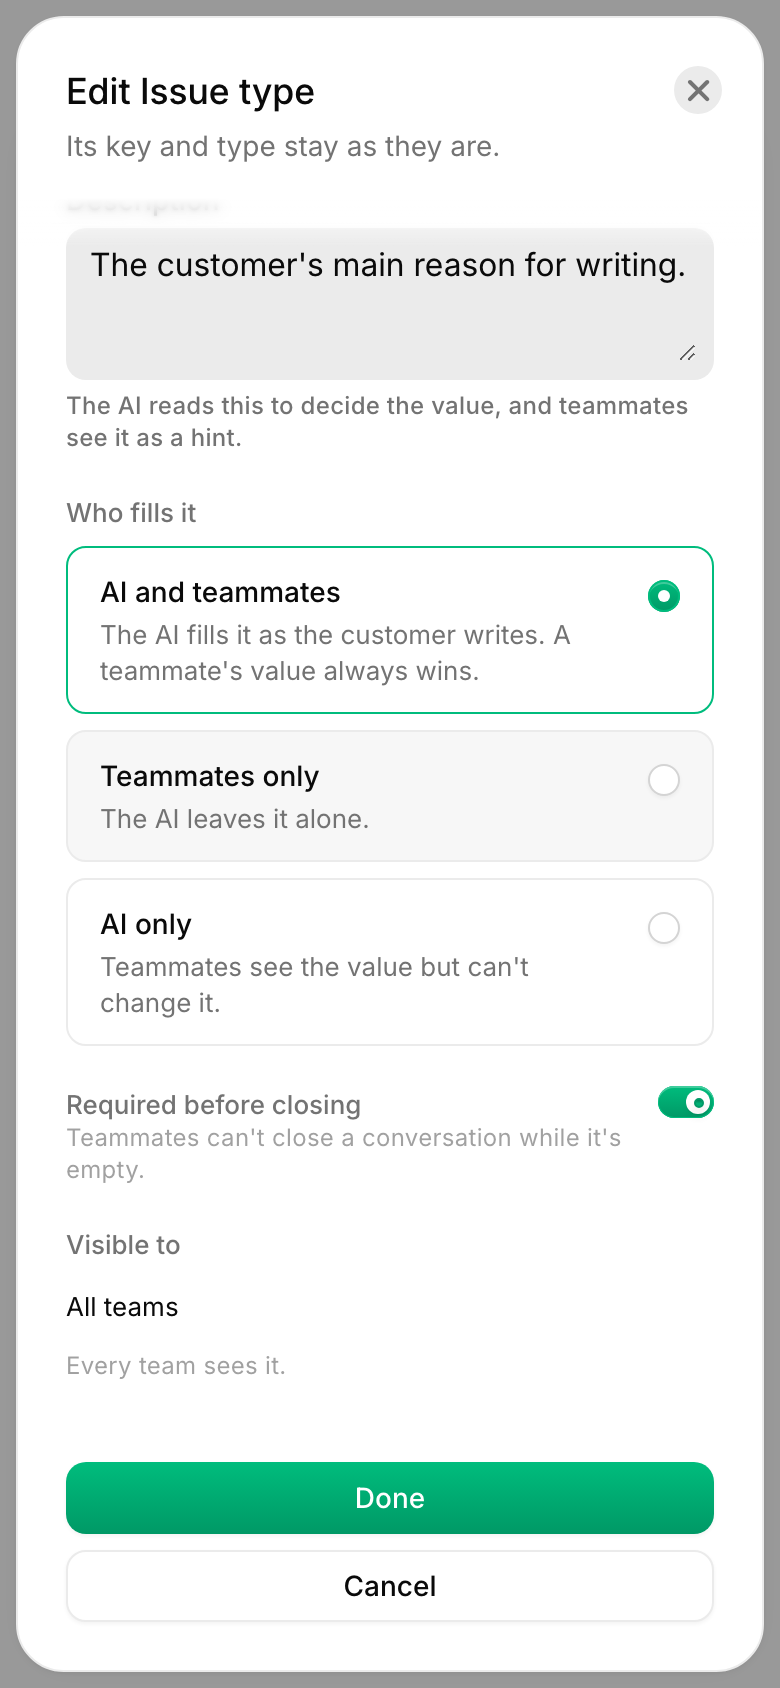 Edit Issue type
Its key and type stay as they are.
The customer's main reason for writing.
The AI reads this to decide the value, and teammates
see it as a hint.
Who fills it
AI and teammates
The AI fills it as the customer writes. A
teammate's value always wins.
Teammates only
The AI leaves it alone.
AI only
Teammates see the value but can't
change it.
Required before closing
Teammates can't close a conversation while it's
empty.
Visible to
All teams
Every team sees it.
Done
Cancel